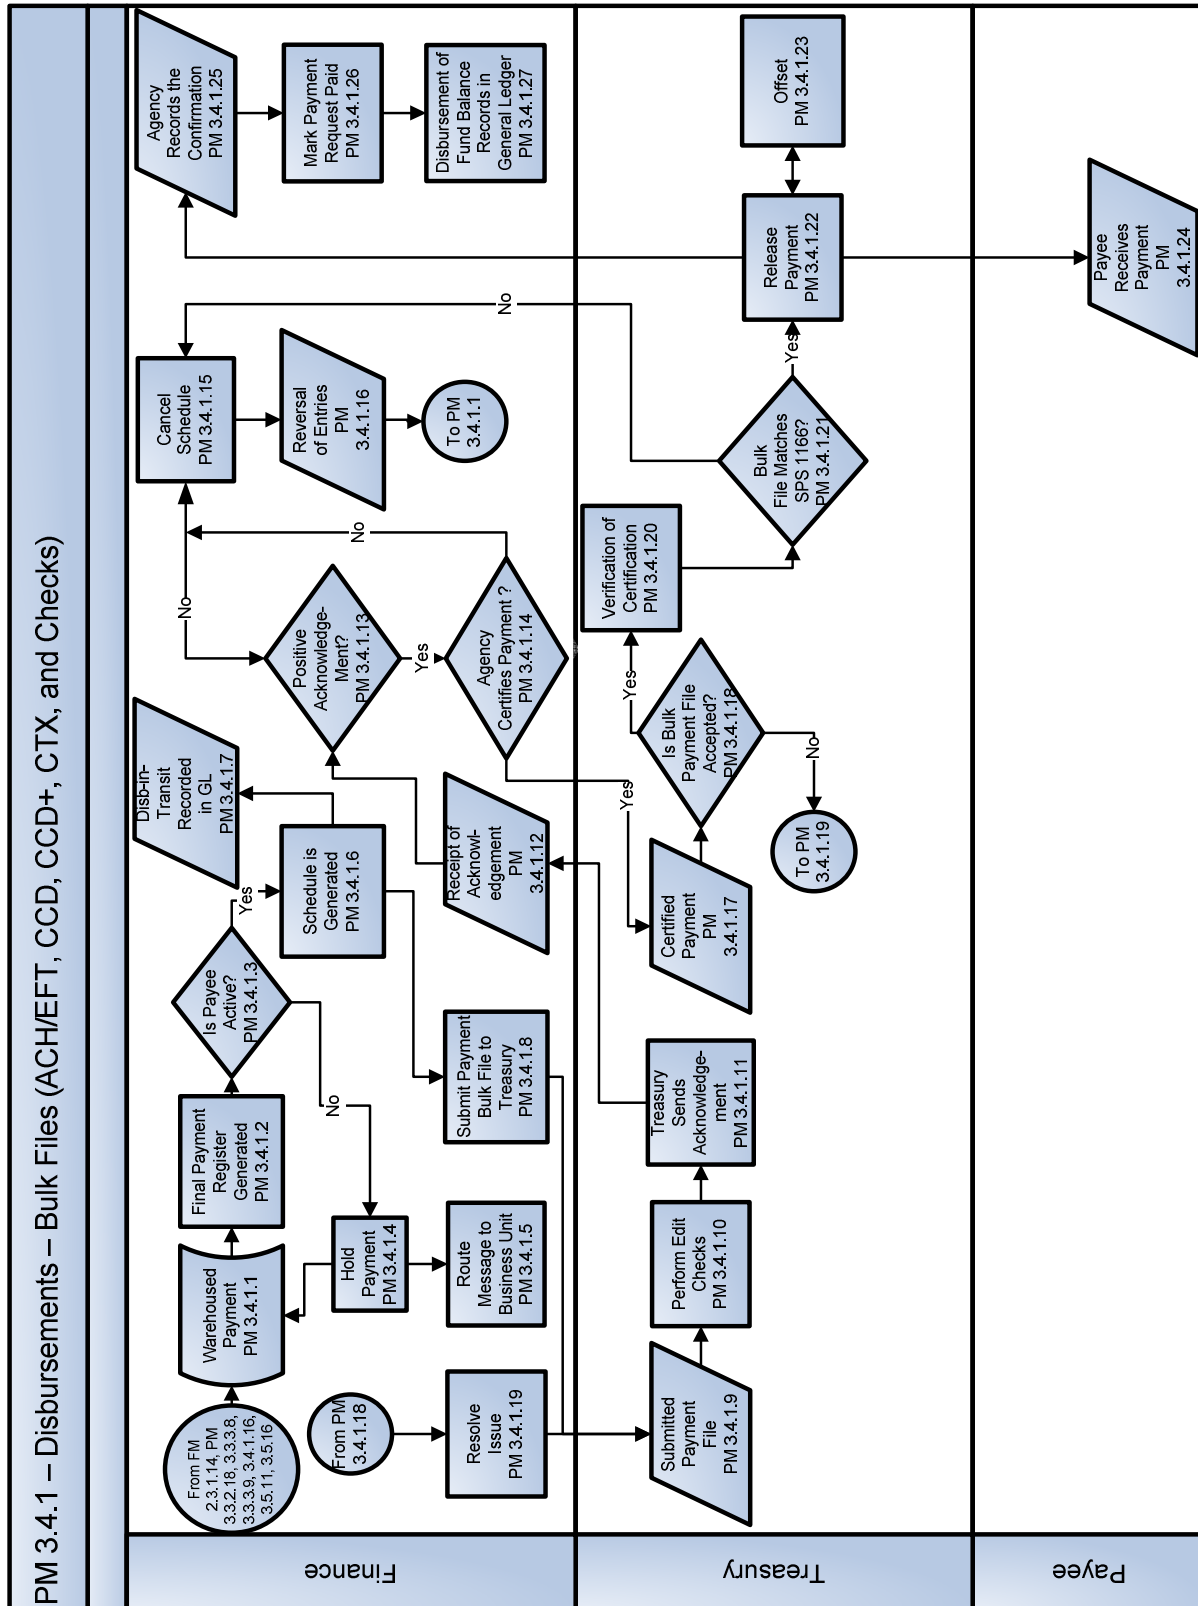 PM 3.4.1 – Disbursements – Bulk Files (ACH/EFT, CCD, CCD+, CTX, and Checks)
Finance
From FM
2.3.1.14, PM
3.3.2.18, 3.3.3.8,
3.3.3.9, 3.4.1.16,
3.5.11, 3.5.16
Warehoused
Payment
PM 3.4.1.1
Final Payment
Register
Generated
PM 3.4.1.2
Is Payee
Active?
PM 3.4.1.3
Yes
No
Hold
Payment
PM 3.4.1.4
Route
Message to
Business Unit
PM 3.4.1.5
Schedule is
Generated
PM 3.4.1.6
Disb-in-
Transit
Recorded
in GL
PM 3.4.1.7
Submit Payment
Bulk File to
Treasury
PM 3.4.1.8
From PM
3.4.1.18
Resolve
Issue
PM 3.4.1.19
Receipt of
Acknowl-
edgement
PM
3.4.1.12
Positive
Acknowledge-
Ment?
PM 3.4.1.13
No
Yes
Agency
Certifies Payment ?
PM 3.4.1.14
No
Yes
Cancel
Schedule
PM 3.4.1.15
Reversal
of Entries
PM
3.4.1.16
To PM
3.4.1.1
Agency
Records the
Confirmation
PM 3.4.1.25
Mark Payment
Request Paid
PM 3.4.1.26
Disbursement of
Fund Balance
Records in
General Ledger
PM 3.4.1.27
Treasury
Submitted
Payment
File
PM 3.4.1.9
Perform Edit
Checks
PM 3.4.1.10
Treasury
Sends
Acknowledge-
ment
PM 3.4.1.11
Certified
Payment
PM
3.4.1.17
Is Bulk
Payment File
Accepted?
PM 3.4.1.18
Yes
No
To PM
3.4.1.19
Verification of
Certification
PM 3.4.1.20
Bulk
File Matches
SPS 1166?
PM 3.4.1.21
No
Yes
Release
Payment
PM 3.4.1.22
Offset
PM 3.4.1.23
Payee
Payee
Receives
Payment
PM
3.4.1.24